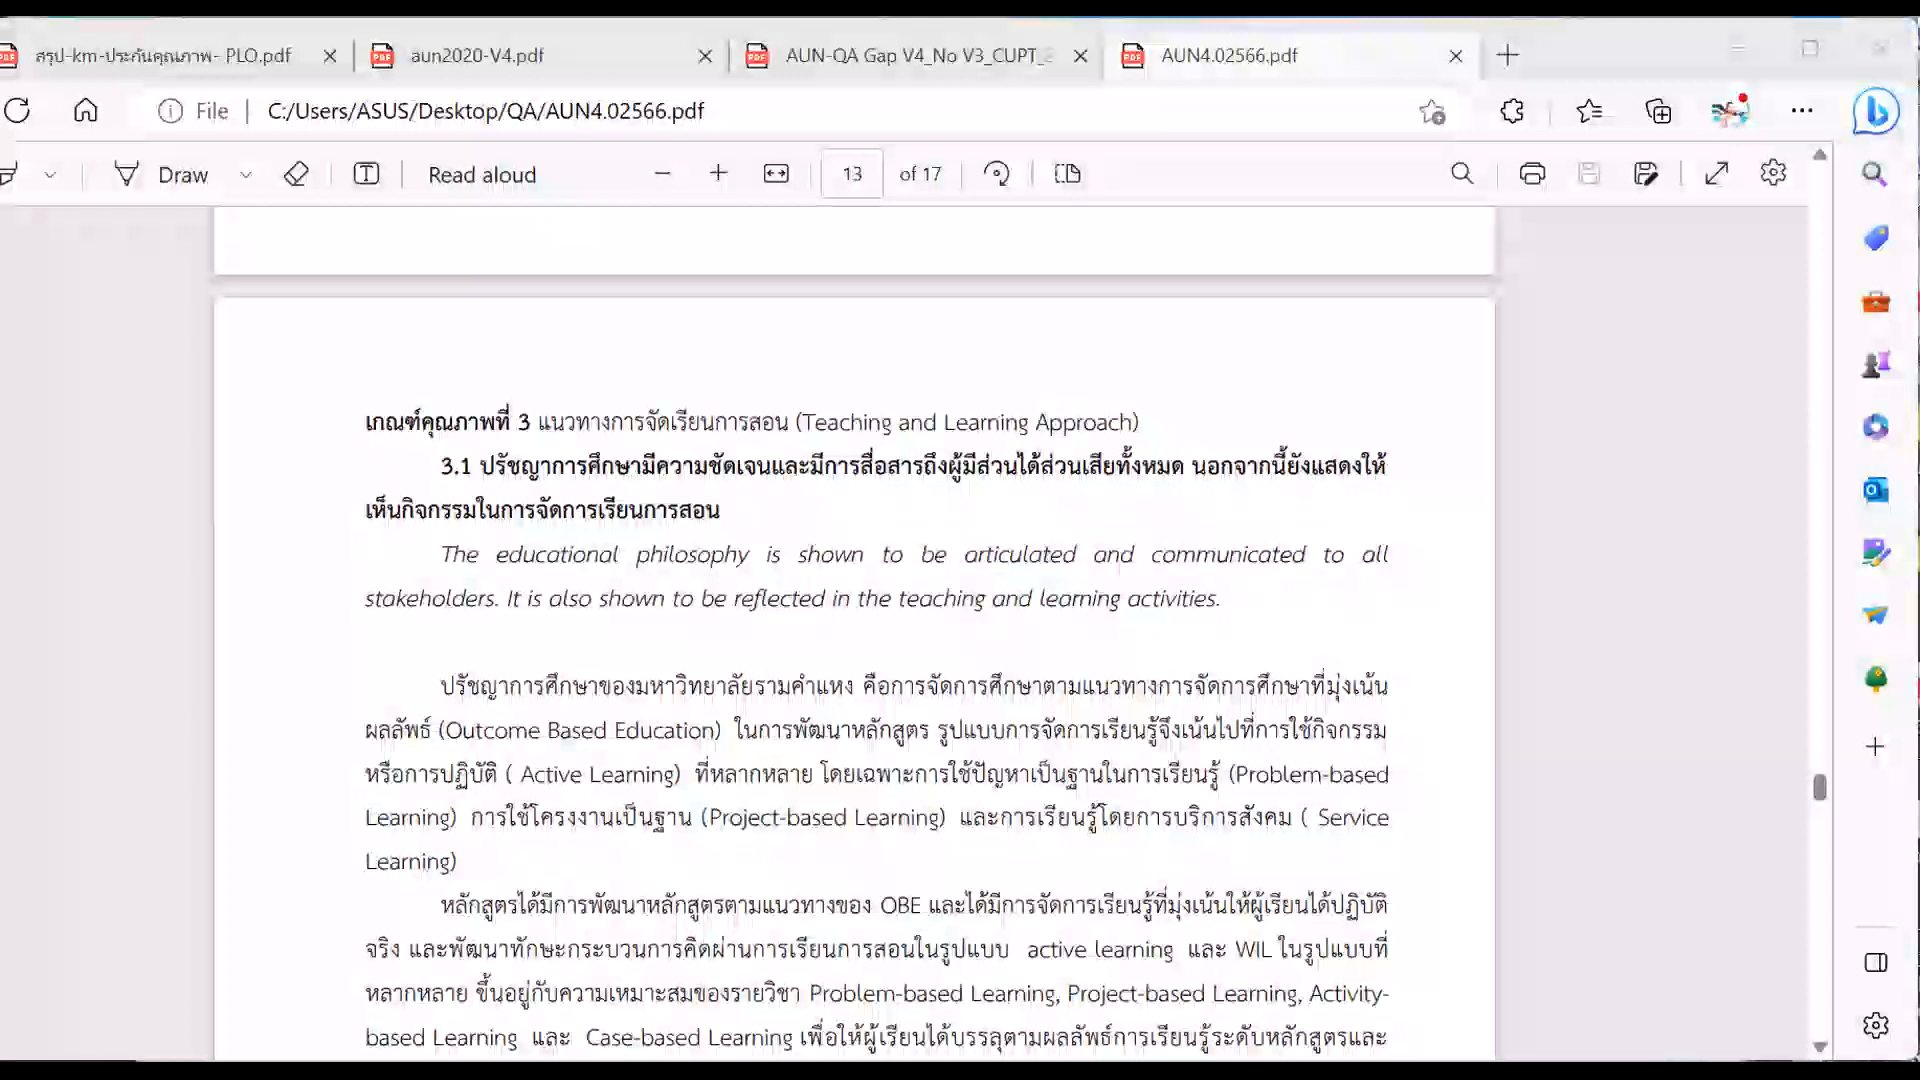 สรุป-km-ประกันคุณภาพ- PLO.pdf
aun2020-V4.pdf
AUN-QA Gap V4_No V3_CUPT_
AUN4.02566.pdf
File
C:/Users/ASUS/Desktop/QA/AUN4.02566.pdf
Draw
Read aloud
13
of 17
เกณฑ์คุณภาพที่ 3 แนวทางการจัดเรียนการสอน (Teaching and Learning Approach)
3.1 ปรัชญาการศึกษามีความชัดเจนและมีการสื่อสารถึงผู้มีส่วนได้ส่วนเสียทั้งหมด นอกจากนี้ยังแสดงให้
เห็นกิจกรรมในการจัดการเรียนการสอน
The educational philosophy is shown to be articulated and communicated to all
stakeholders. It is also shown to be reflected in the teaching and learning activities.
ปรัชญาการศึกษาของมหาวิทยาลัยรามคำแหง คือการจัดการศึกษาตามแนวทางการจัดการศึกษาที่มุ่งเน้น
ผลลัพธ์ (Outcome Based Education) ในการพัฒนาหลักสูตร รูปแบบการจัดการเรียนรู้จึงเน้นไปที่การใช้กิจกรรม
หรือการปฏิบัติ ( Active Learning) ที่หลากหลาย โดยเฉพาะการใช้ปัญหาเป็นฐานในการเรียนรู้ (Problem-based
Learning) การใช้โครงงานเป็นฐาน (Project-based Learning) และการเรียนรู้โดยการบริการสังคม ( Service
Learning)
หลักสูตรได้มีการพัฒนาหลักสูตรตามแนวทางของ OBE และได้มีการจัดการเรียนรู้ที่มุ่งเน้นให้ผู้เรียนได้ปฏิบัติ
จริง และพัฒนาทักษะกระบวนการคิดผ่านการเรียนการสอนในรูปแบบ active learning และ WIL ในรูปแบบที่
หลากหลาย ขึ้นอยู่กับความเหมาะสมของรายวิชา Problem-based Learning, Project-based Learning, Activity-
based Learning และ Case-based Learning เพื่อให้ผู้เรียนได้บรรลุตามผลลัพธ์การเรียนรู้ระดับหลักสูตรและ